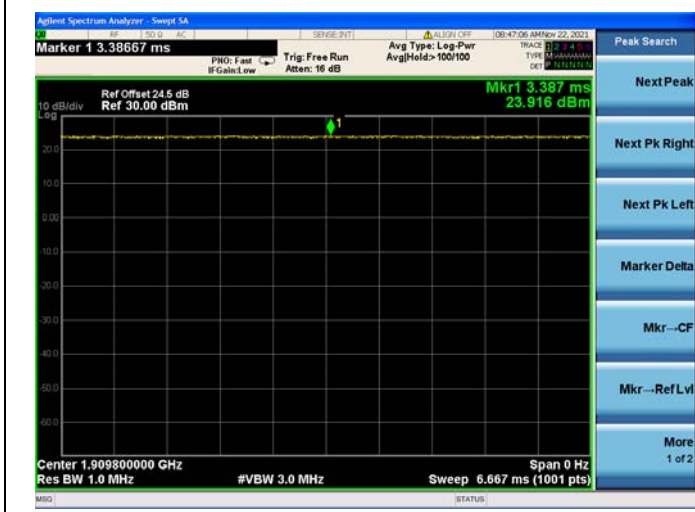 Agilent Spectrum Analyzer - Swept SA
RF 50 Ω AC SENSE:INT ALIGN OFF 08:47:06 AM Nov 22, 2021
Marker 1 3.38667 ms
PNO: Fast Trig: Free Run Avg Type: Log-Pwr TRACE 1 2 3 4 5 6
IFGain:Low Atten: 16 dB Avg|Hold:>100/100 TYPE M
DET P N N N N N
Peak Search
Mkr1 3.387 ms
23.916 dBm
Ref Offset 24.5 dB
10 dB/div Ref 30.00 dBm
Log
1
20.0
10.0
0.00
-10.0
-20.0
-30.0
-40.0
-50.0
-60.0
Center 1.909800000 GHz Span 0 Hz
Res BW 1.0 MHz #VBW 3.0 MHz Sweep 6.667 ms (1001 pts)
MSG STATUS
Next Peak
Next Pk Right
Next Pk Left
Marker Delta
Mkr→CF
Mkr→Ref Lvl
More
1 of 2